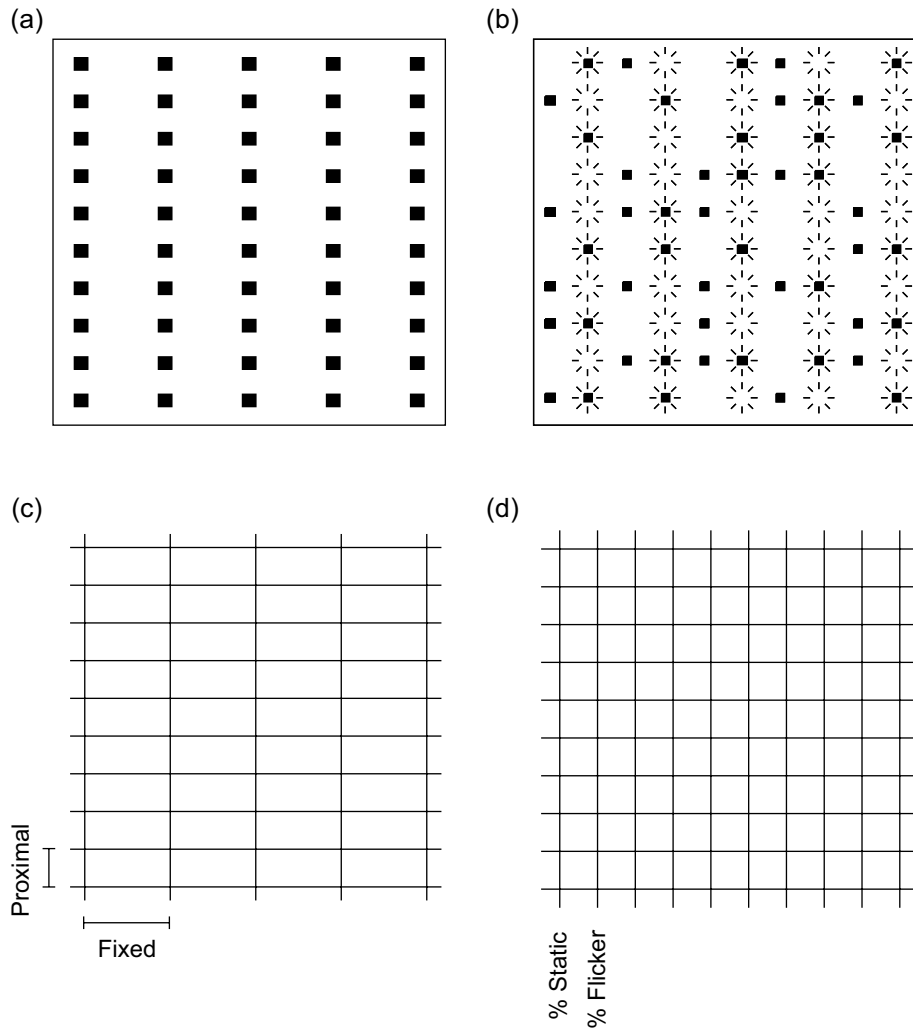 (a)
(b)
(c)
(d)
Proximal
Fixed
% Static
% Flicker